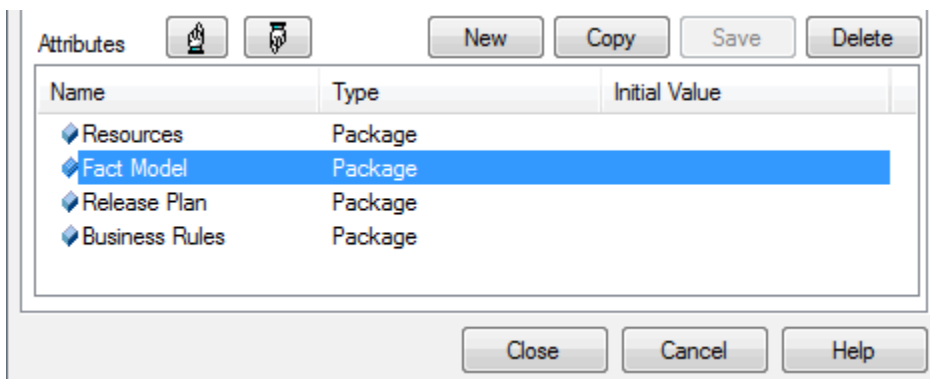 Attributes New Copy Save Delete
Name Type Initial Value
Resources Package
Fact Model Package
Release Plan Package
Business Rules Package
Close Cancel Help